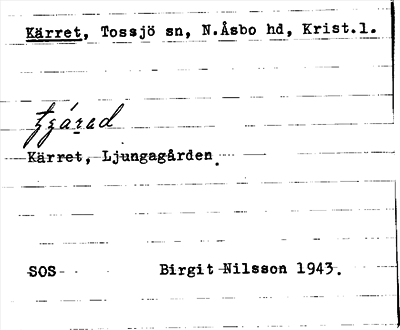 Kärret, Tossjö sn, N.Åsbo hd, Krist.l.
Kärret, Ljungagården.
SOS Birgit Nilsson 1943.